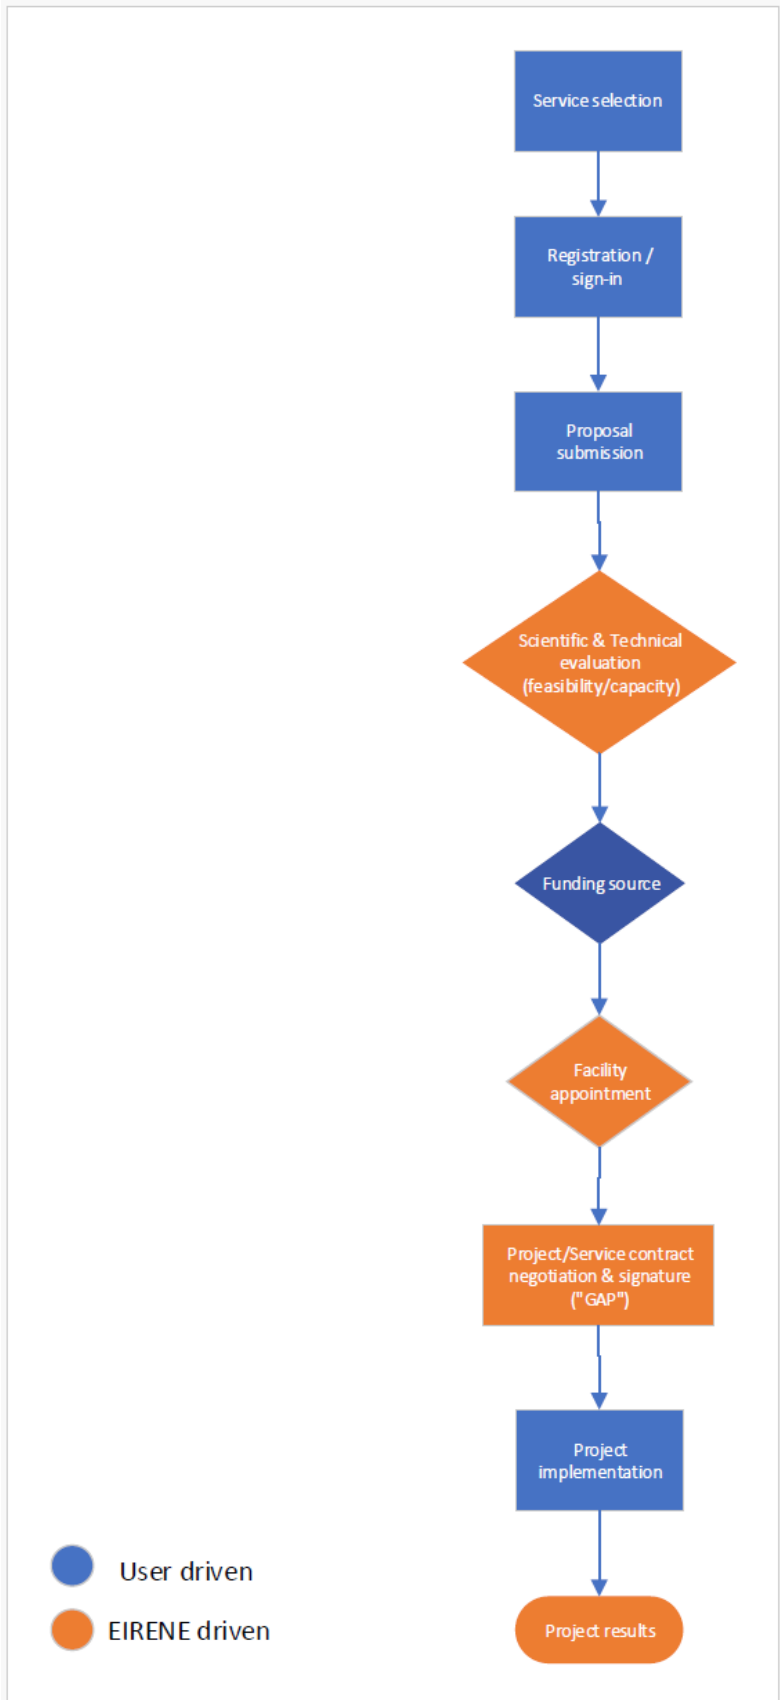 Service selection
Registration /
sign-in
Proposal
submission
Scientific & Technical
evaluation
(feasibility/capacity)
Funding source
Facility
appointment
Project/Service contract
negotiation & signature
("GAP")
Project
implementation
Project results
User driven
EIRENE driven